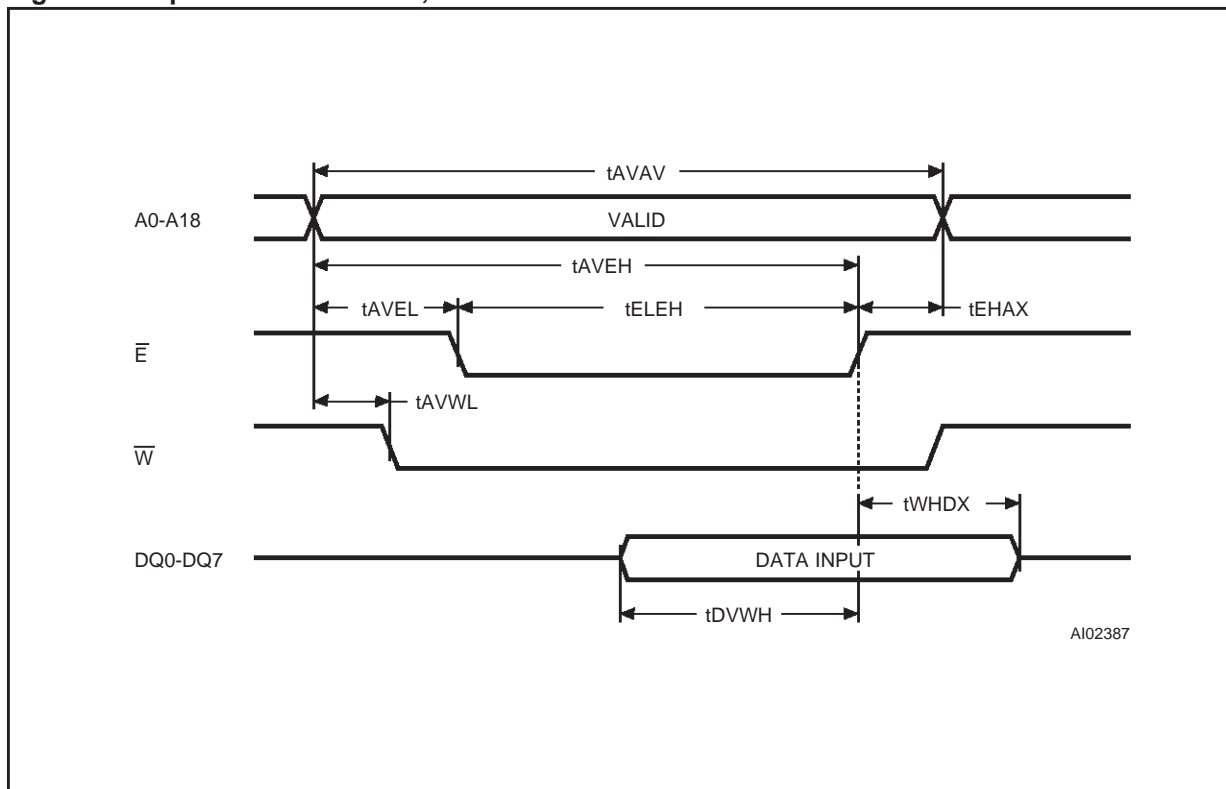 tAVAV
A0-A18
VALID
tAVEH
tAVEL
tELEH
tEHAX
E̅
tAVWL
W̅
tWHDX
DQ0-DQ7
DATA INPUT
tDVWH
AI02387